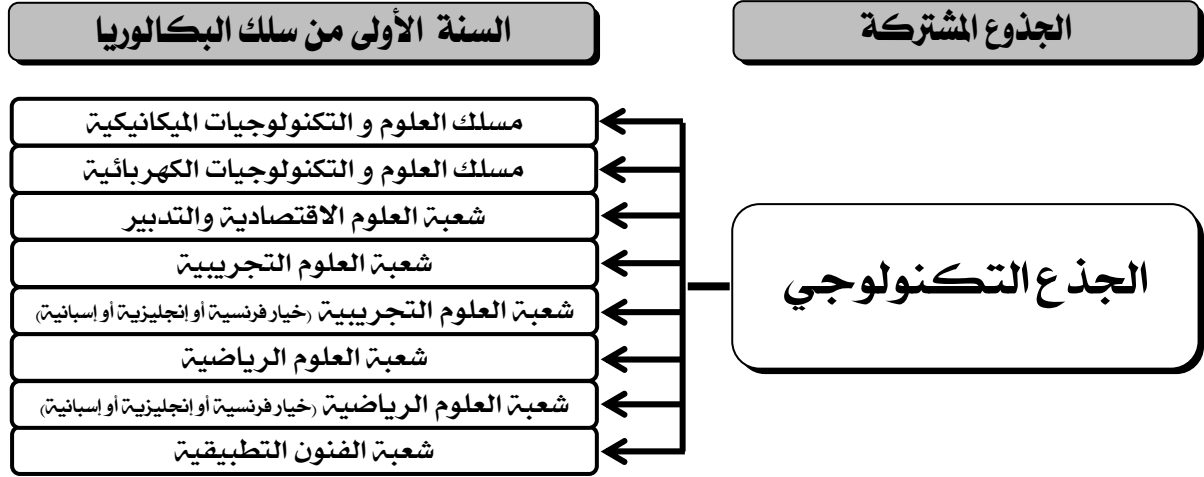 الجذوع المشتركة
السنة الأولى من سلك البكالوريا
الجذع التكنولوجي
مسلك العلوم و التكنولوجيات الميكانيكية
مسلك العلوم و التكنولوجيات الكهربائية
شعبة العلوم الاقتصادية والتدبير
شعبة العلوم التجريبية
شعبة العلوم التجريبية (خيار فرنسية أو إنجليزية أو إسبانية)
شعبة العلوم الرياضية
شعبة العلوم الرياضية (خيار فرنسية أو إنجليزية أو إسبانية)
شعبة الفنون التطبيقية